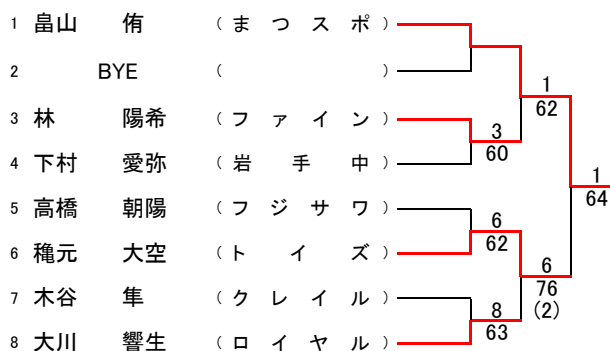 1 畠山 侑 （ まつスポ ）
2 BYE （ ）
3 林 陽希 （ ファイン ）
4 下村 愛弥 （ 岩手中 ）
5 高橋 朝陽 （ フジサワ ）
6 穐元 大空 （ トイズ ）
7 木谷 隼 （ クレイル ）
8 大川 響生 （ ロイヤル ）
3
60
6
62
8
63
1
62
6
76
(2)
1
64